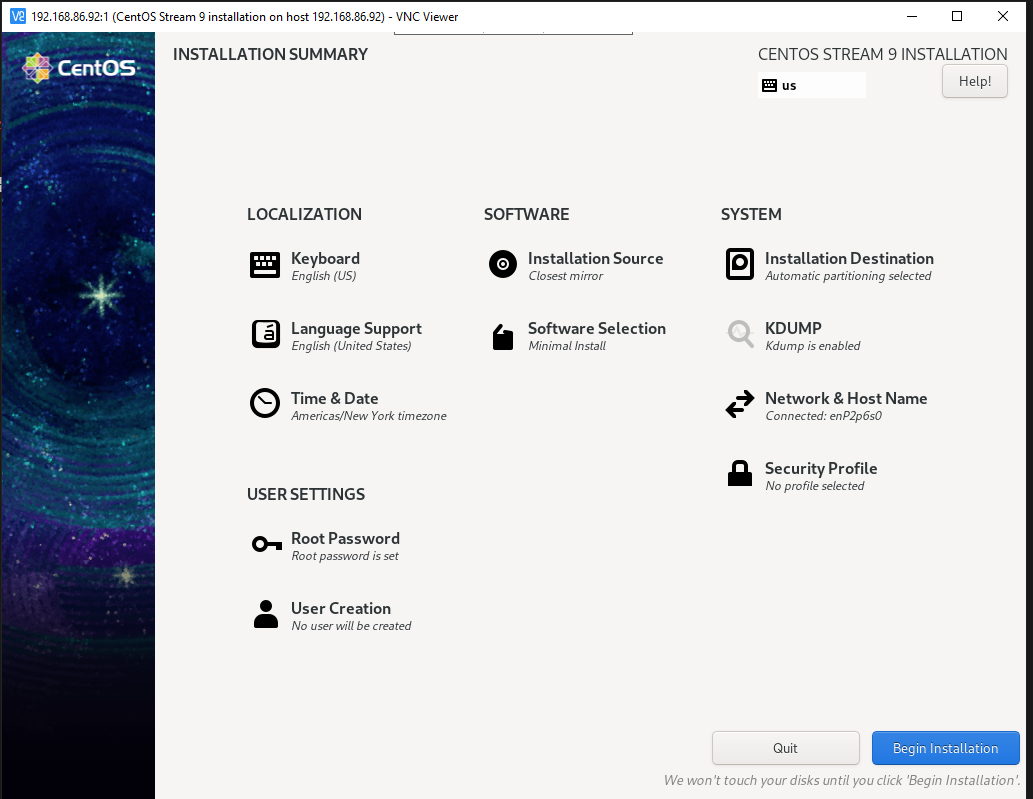 192.168.86.92:1 (CentOS Stream 9 installation on host 192.168.86.92) - VNC Viewer
CentOS
INSTALLATION SUMMARY
CENTOS STREAM 9 INSTALLATION
us
Help!
LOCALIZATION
Keyboard
English (US)
Language Support
English (United States)
Time & Date
Americas/New York timezone
SOFTWARE
Installation Source
Closest mirror
Software Selection
Minimal Install
SYSTEM
Installation Destination
Automatic partitioning selected
KDUMP
Kdump is enabled
Network & Host Name
Connected: enP2p6s0
Security Profile
No profile selected
USER SETTINGS
Root Password
Root password is set
User Creation
No user will be created
Quit
Begin Installation
We won't touch your disks until you click 'Begin Installation'.